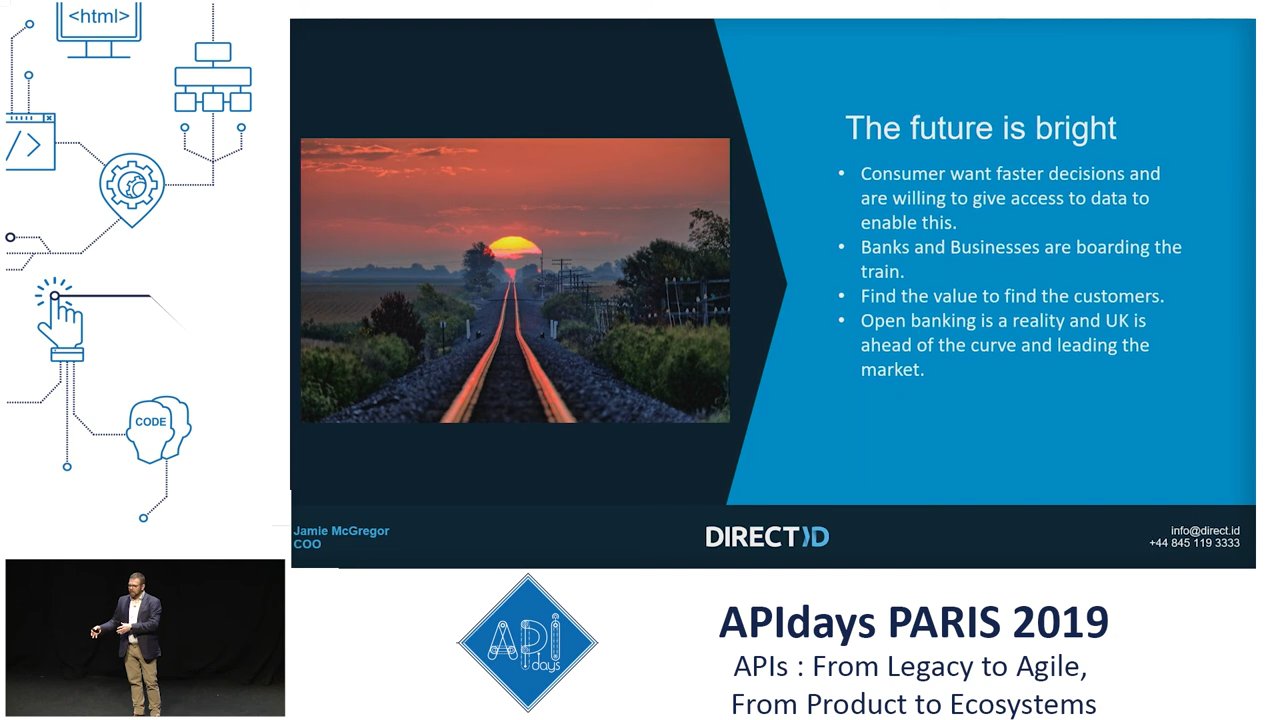 <html>
</>
CODE
The future is bright
• Consumer want faster decisions and
are willing to give access to data to
enable this.
• Banks and Businesses are boarding the
train.
• Find the value to find the customers.
• Open banking is a reality and UK is
ahead of the curve and leading the
market.
Jamie McGregor
COO
DIRECT ID
info@direct.id
+44 845 119 3333
API
days
APIdays PARIS 2019
APIs : From Legacy to Agile,
From Product to Ecosystems